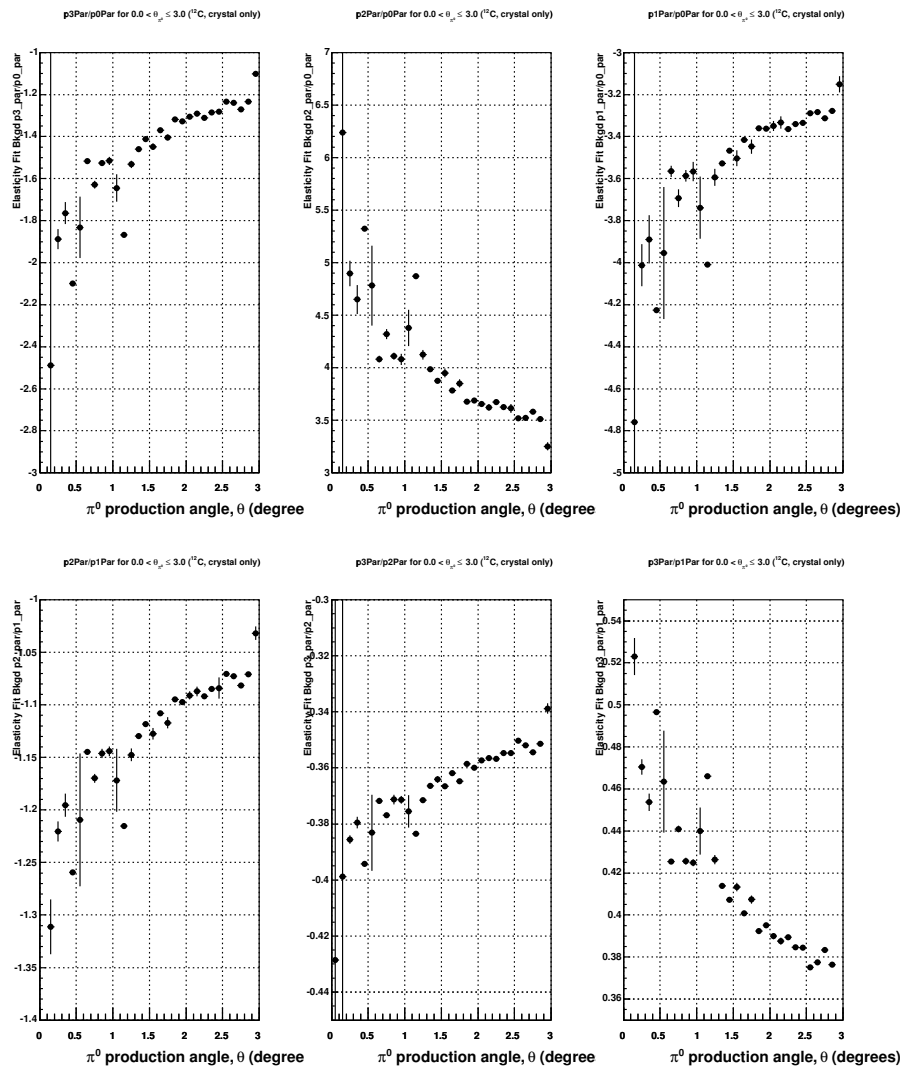 p3Par/p0Par for 0.0 < θπ° ≤ 3.0 (¹²C, crystal only)
Elasticity Fit Bkgd p3_par/p0_par
-1
-1.2
-1.4
-1.6
-1.8
-2
-2.2
-2.4
-2.6
-2.8
-3
0 0.5 1 1.5 2 2.5 3
π⁰ production angle, θ (degree
p2Par/p0Par for 0.0 < θπ° ≤ 3.0 (¹²C, crystal only)
Elasticity Fit Bkgd p2_par/p0_par
7
6.5
6
5.5
5
4.5
4
3.5
3
0 0.5 1 1.5 2 2.5 3
π⁰ production angle, θ (degree
p1Par/p0Par for 0.0 < θπ° ≤ 3.0 (¹²C, crystal only)
Elasticity Fit Bkgd p1_par/p0_par
-3
-3.2
-3.4
-3.6
-3.8
-4
-4.2
-4.4
-4.6
-4.8
-5
0 0.5 1 1.5 2 2.5 3
π⁰ production angle, θ (degrees)
p2Par/p1Par for 0.0 < θπ° ≤ 3.0 (¹²C, crystal only)
Elasticity Fit Bkgd p2_par/p1_par
-1
-1.05
-1.1
-1.15
-1.2
-1.25
-1.3
-1.35
-1.4
0 0.5 1 1.5 2 2.5 3
π⁰ production angle, θ (degree
p3Par/p2Par for 0.0 < θπ° ≤ 3.0 (¹²C, crystal only)
Elasticity Fit Bkgd p3_par/p2_par
-0.3
-0.32
-0.34
-0.36
-0.38
-0.4
-0.42
-0.44
0 0.5 1 1.5 2 2.5 3
π⁰ production angle, θ (degree
p3Par/p1Par for 0.0 < θπ° ≤ 3.0 (¹²C, crystal only)
Elasticity Fit Bkgd p3_par/p1_par
0.54
0.52
0.5
0.48
0.46
0.44
0.42
0.4
0.38
0.36
0 0.5 1 1.5 2 2.5 3
π⁰ production angle, θ (degrees)